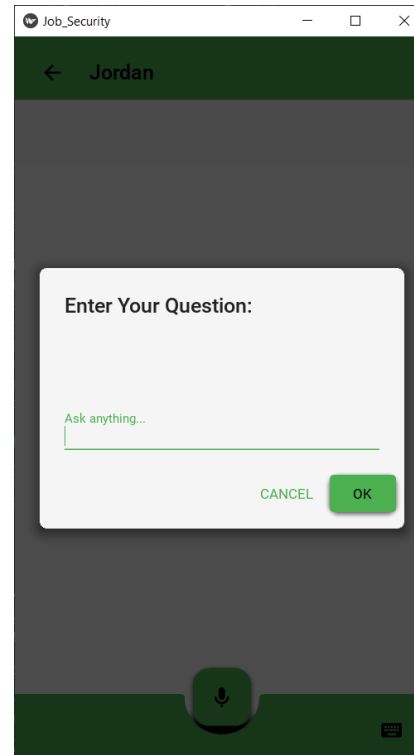 Job_Security
Jordan
Enter Your Question:
Ask anything...
CANCEL OK